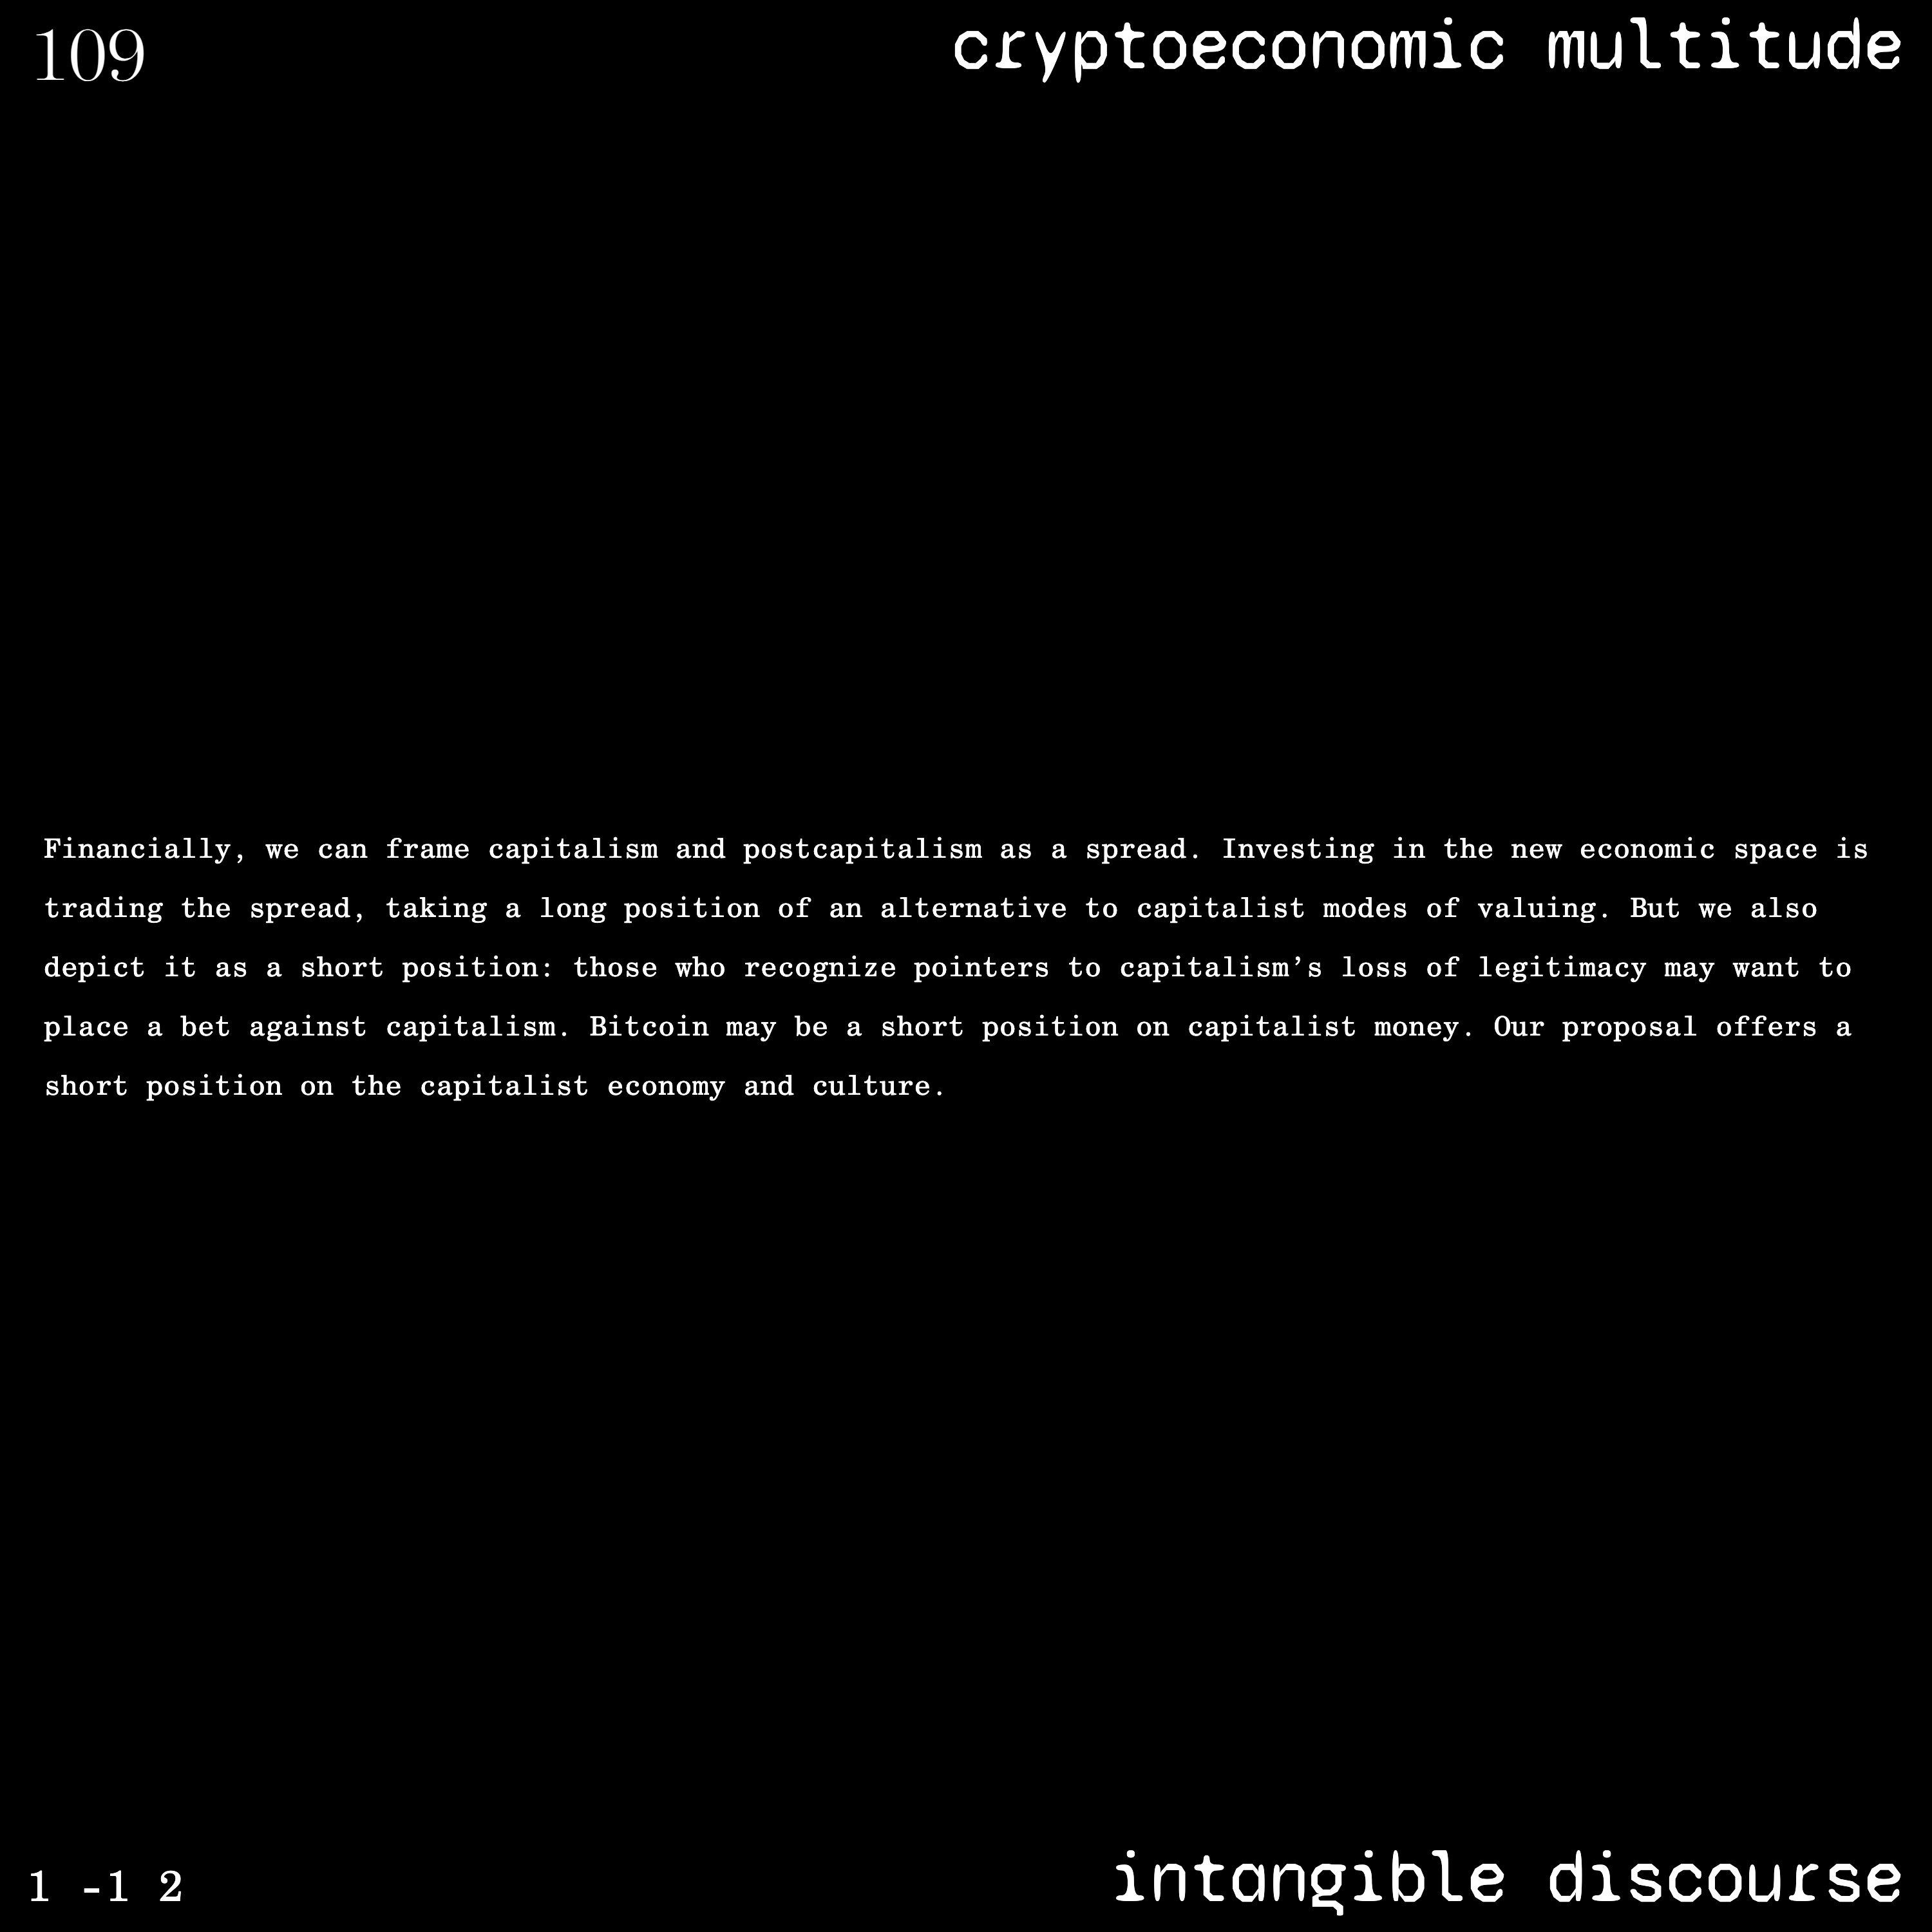 109
cryptoeconomic multitude
Financially, we can frame capitalism and postcapitalism as a spread. Investing in the new economic space is
trading the spread, taking a long position of an alternative to capitalist modes of valuing. But we also
depict it as a short position: those who recognize pointers to capitalism’s loss of legitimacy may want to
place a bet against capitalism. Bitcoin may be a short position on capitalist money. Our proposal offers a
short position on the capitalist economy and culture.
1 -1 2
intangible discourse